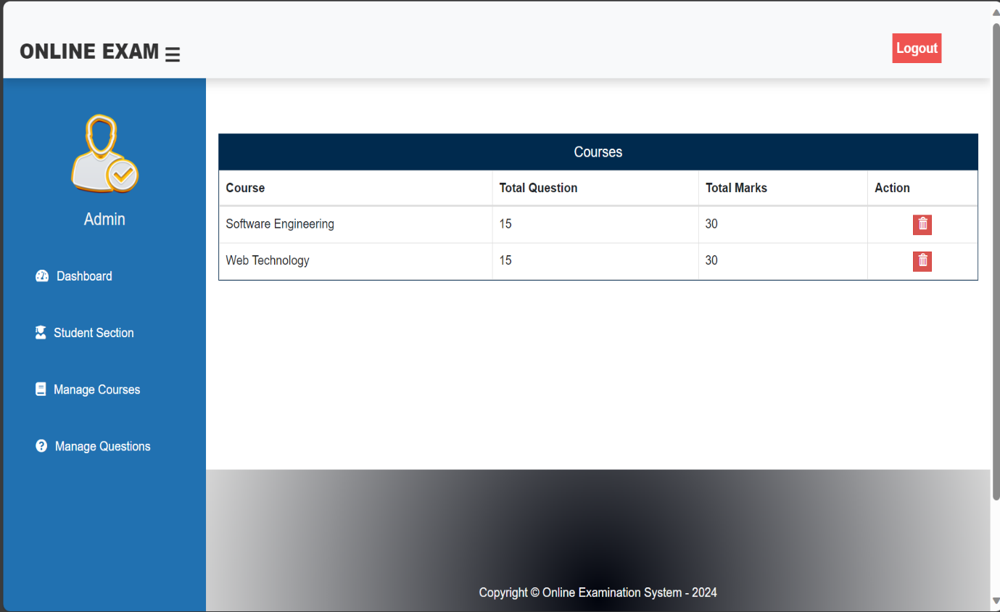 ONLINE EXAM
Logout
Admin
Dashboard
Student Section
Manage Courses
Manage Questions
Courses
Course Total Question Total Marks Action
Software Engineering 15 30
Web Technology 15 30
Copyright © Online Examination System - 2024